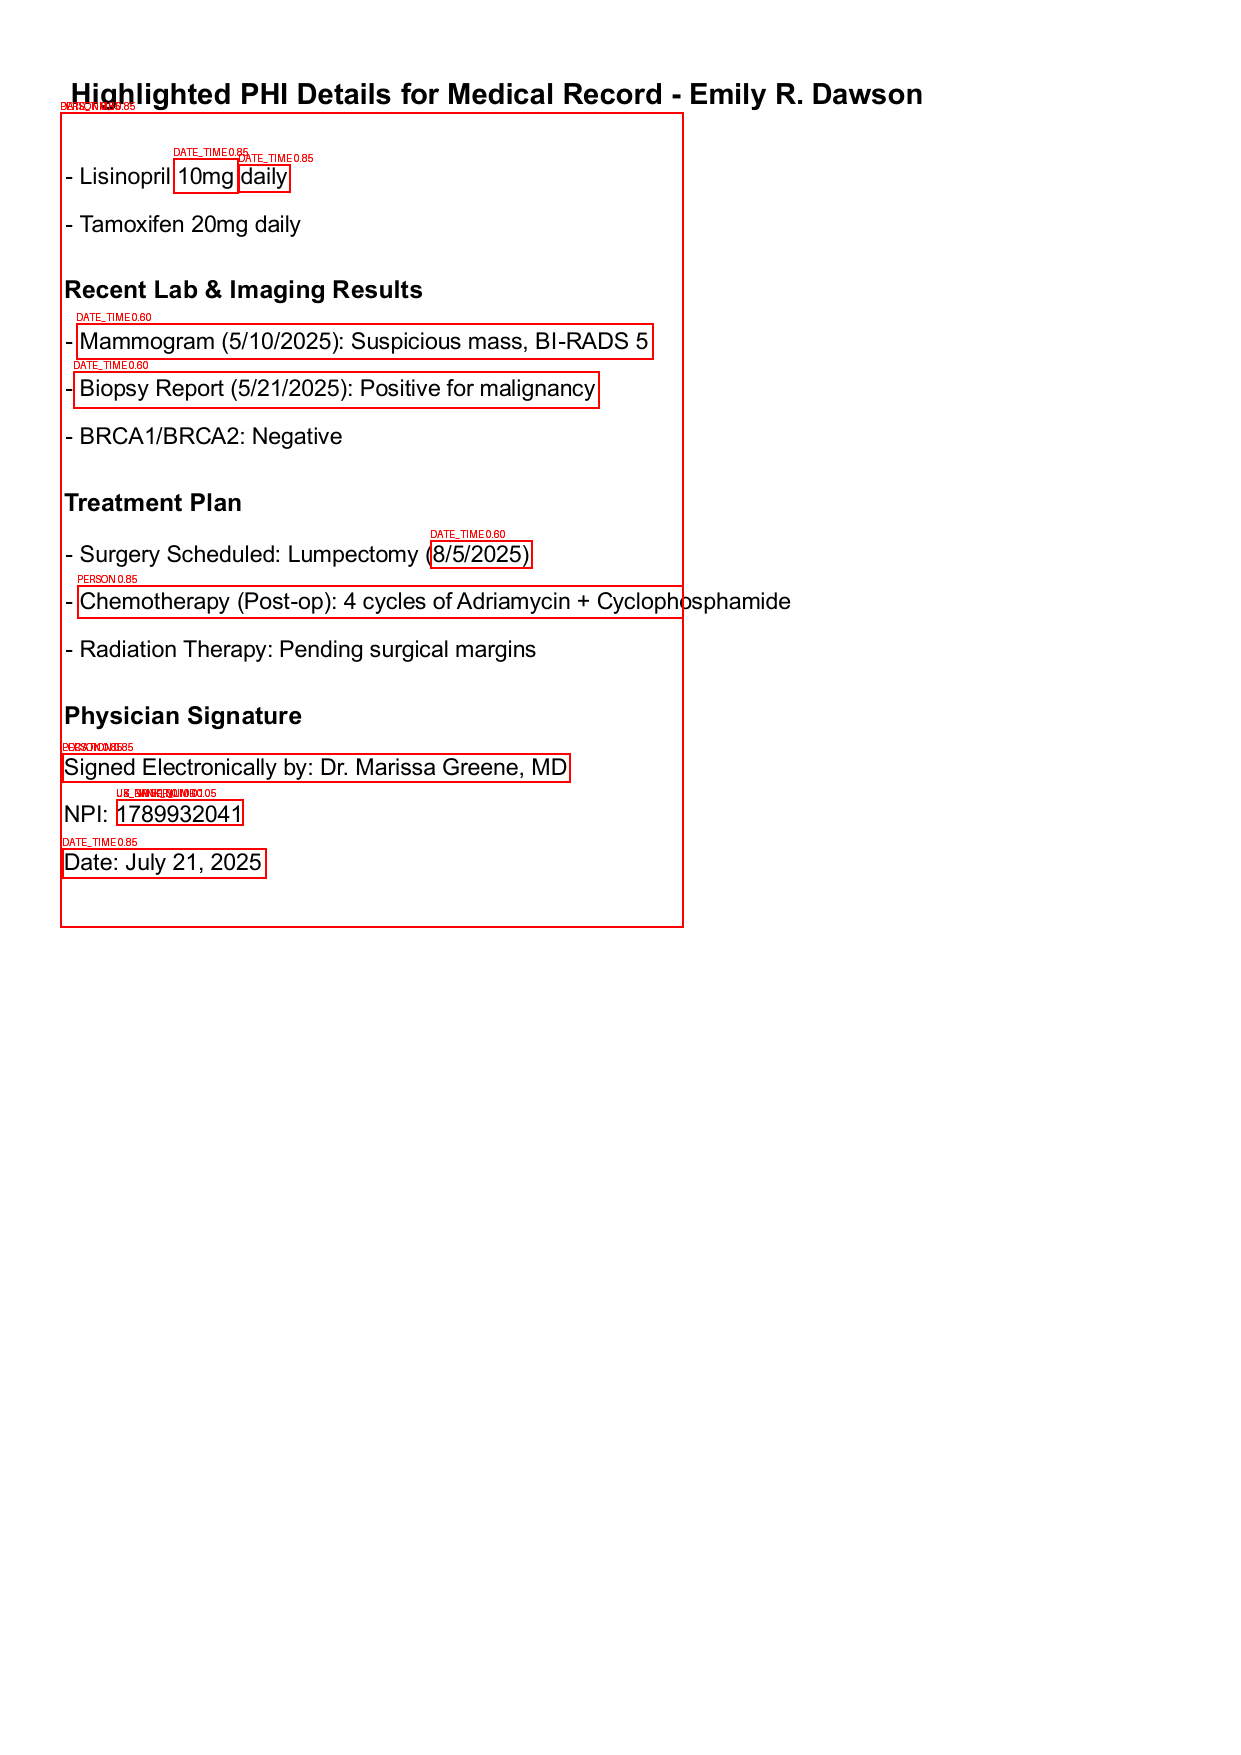 Highlighted PHI Details for Medical Record - Emily R. Dawson
DATE_TIME 0.85 DATE_TIME 0.85
- Lisinopril 10mg daily
- Tamoxifen 20mg daily
Recent Lab & Imaging Results
DATE_TIME 0.60
- Mammogram (5/10/2025): Suspicious mass, BI-RADS 5
DATE_TIME 0.60
- Biopsy Report (5/21/2025): Positive for malignancy
- BRCA1/BRCA2: Negative
Treatment Plan
DATE_TIME 0.60
- Surgery Scheduled: Lumpectomy (8/5/2025)
PERSON 0.85
- Chemotherapy (Post-op): 4 cycles of Adriamycin + Cyclophosphamide
- Radiation Therapy: Pending surgical margins
Physician Signature
Signed Electronically by: Dr. Marissa Greene, MD
NPI: 1789932041
DATE_TIME 0.85
Date: July 21, 2025